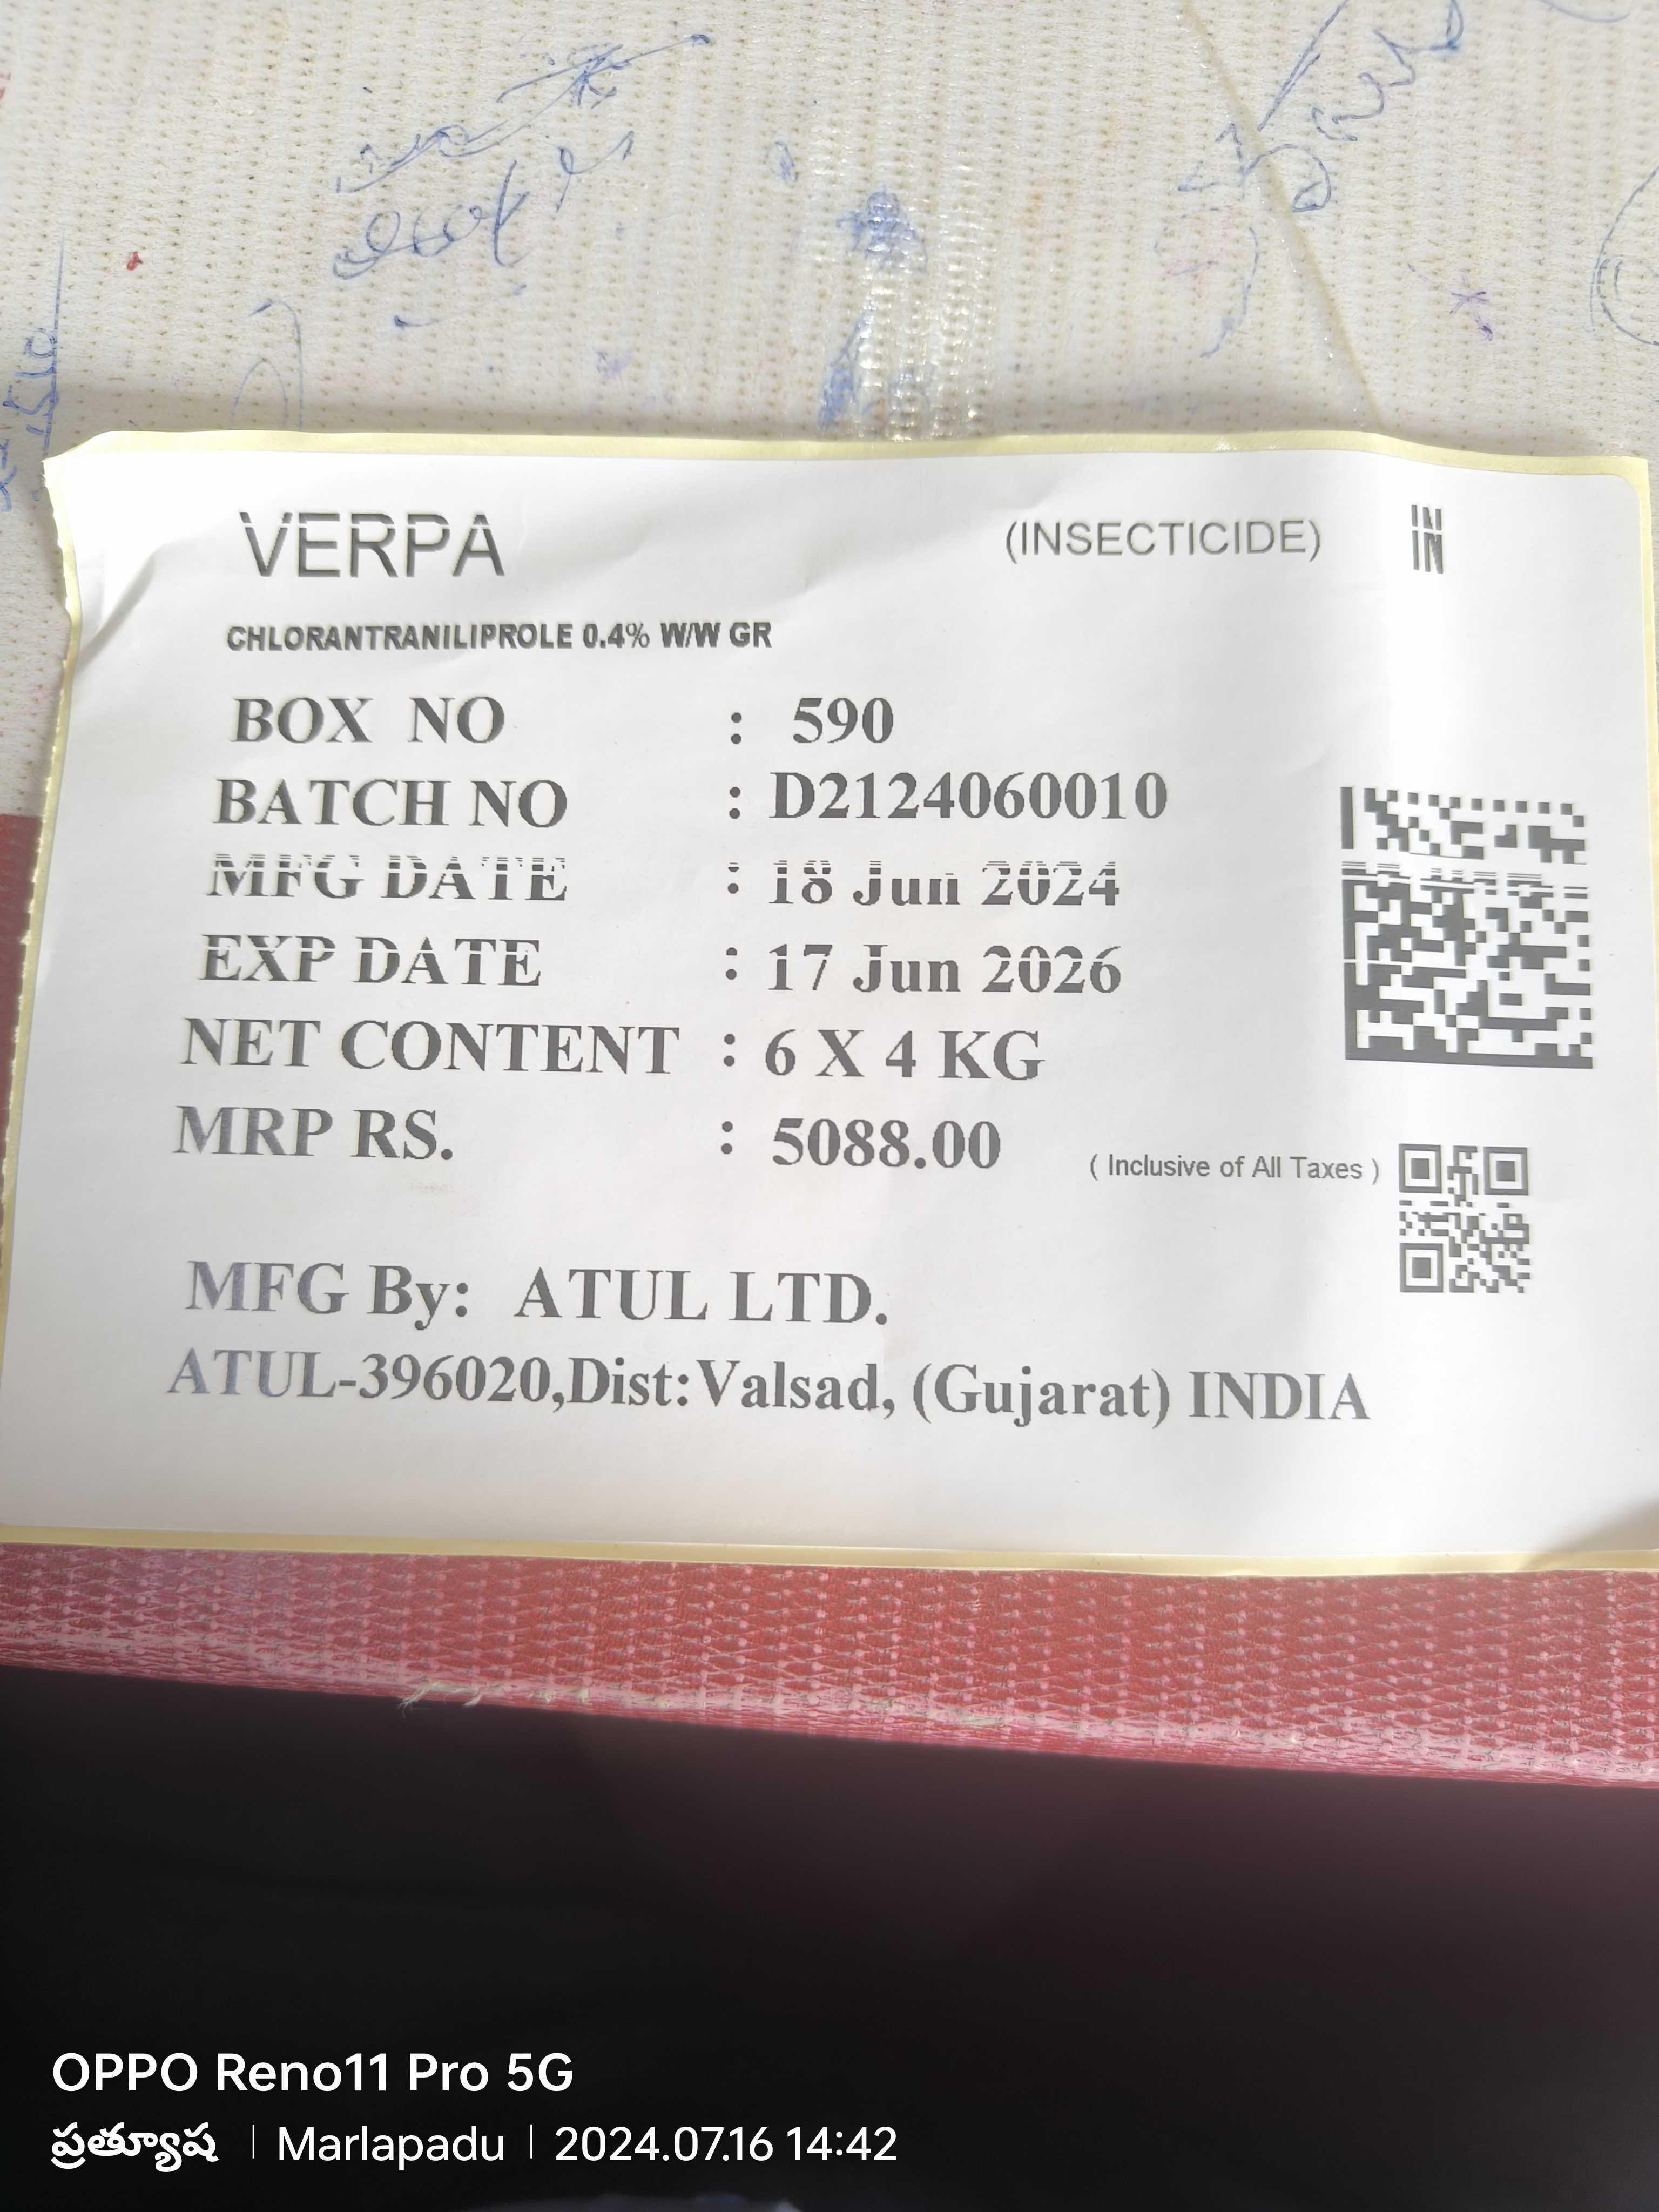 VERPA (INSECTICIDE) IN
IN
CHLORANTRANILIPROLE 0.4% W/W GR
BOX NO : 590
BATCH NO : D2124060010
MFG DATE : 18 Jun 2024
EXP DATE : 17 Jun 2026
NET CONTENT : 6 X 4 KG
MRP RS. : 5088.00 ( Inclusive of All Taxes )
MFG By: ATUL LTD.
ATUL-396020,Dist:Valsad, (Gujarat) INDIA
OPPO Reno11 Pro 5G
ప్రత్యూష | Marlapadu | 2024.07.16 14:42